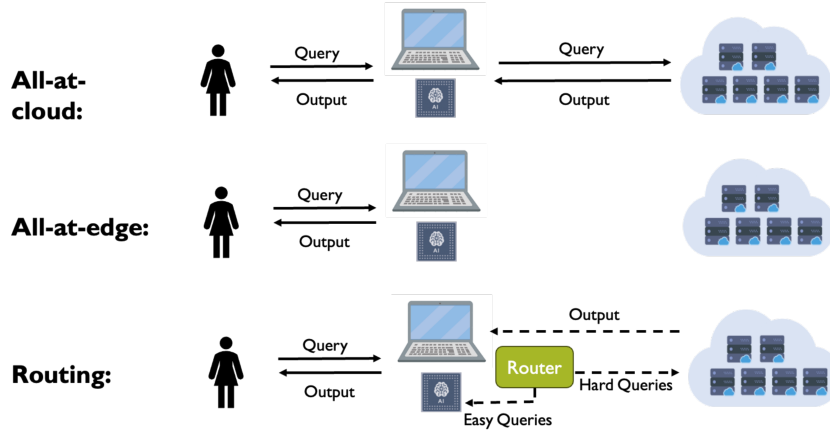 Query
Query
All-at-
cloud:
Output
Output
AI
Query
All-at-edge:
Output
AI
Output
Query
Routing:
Router
Output
Hard Queries
AI
Easy Queries